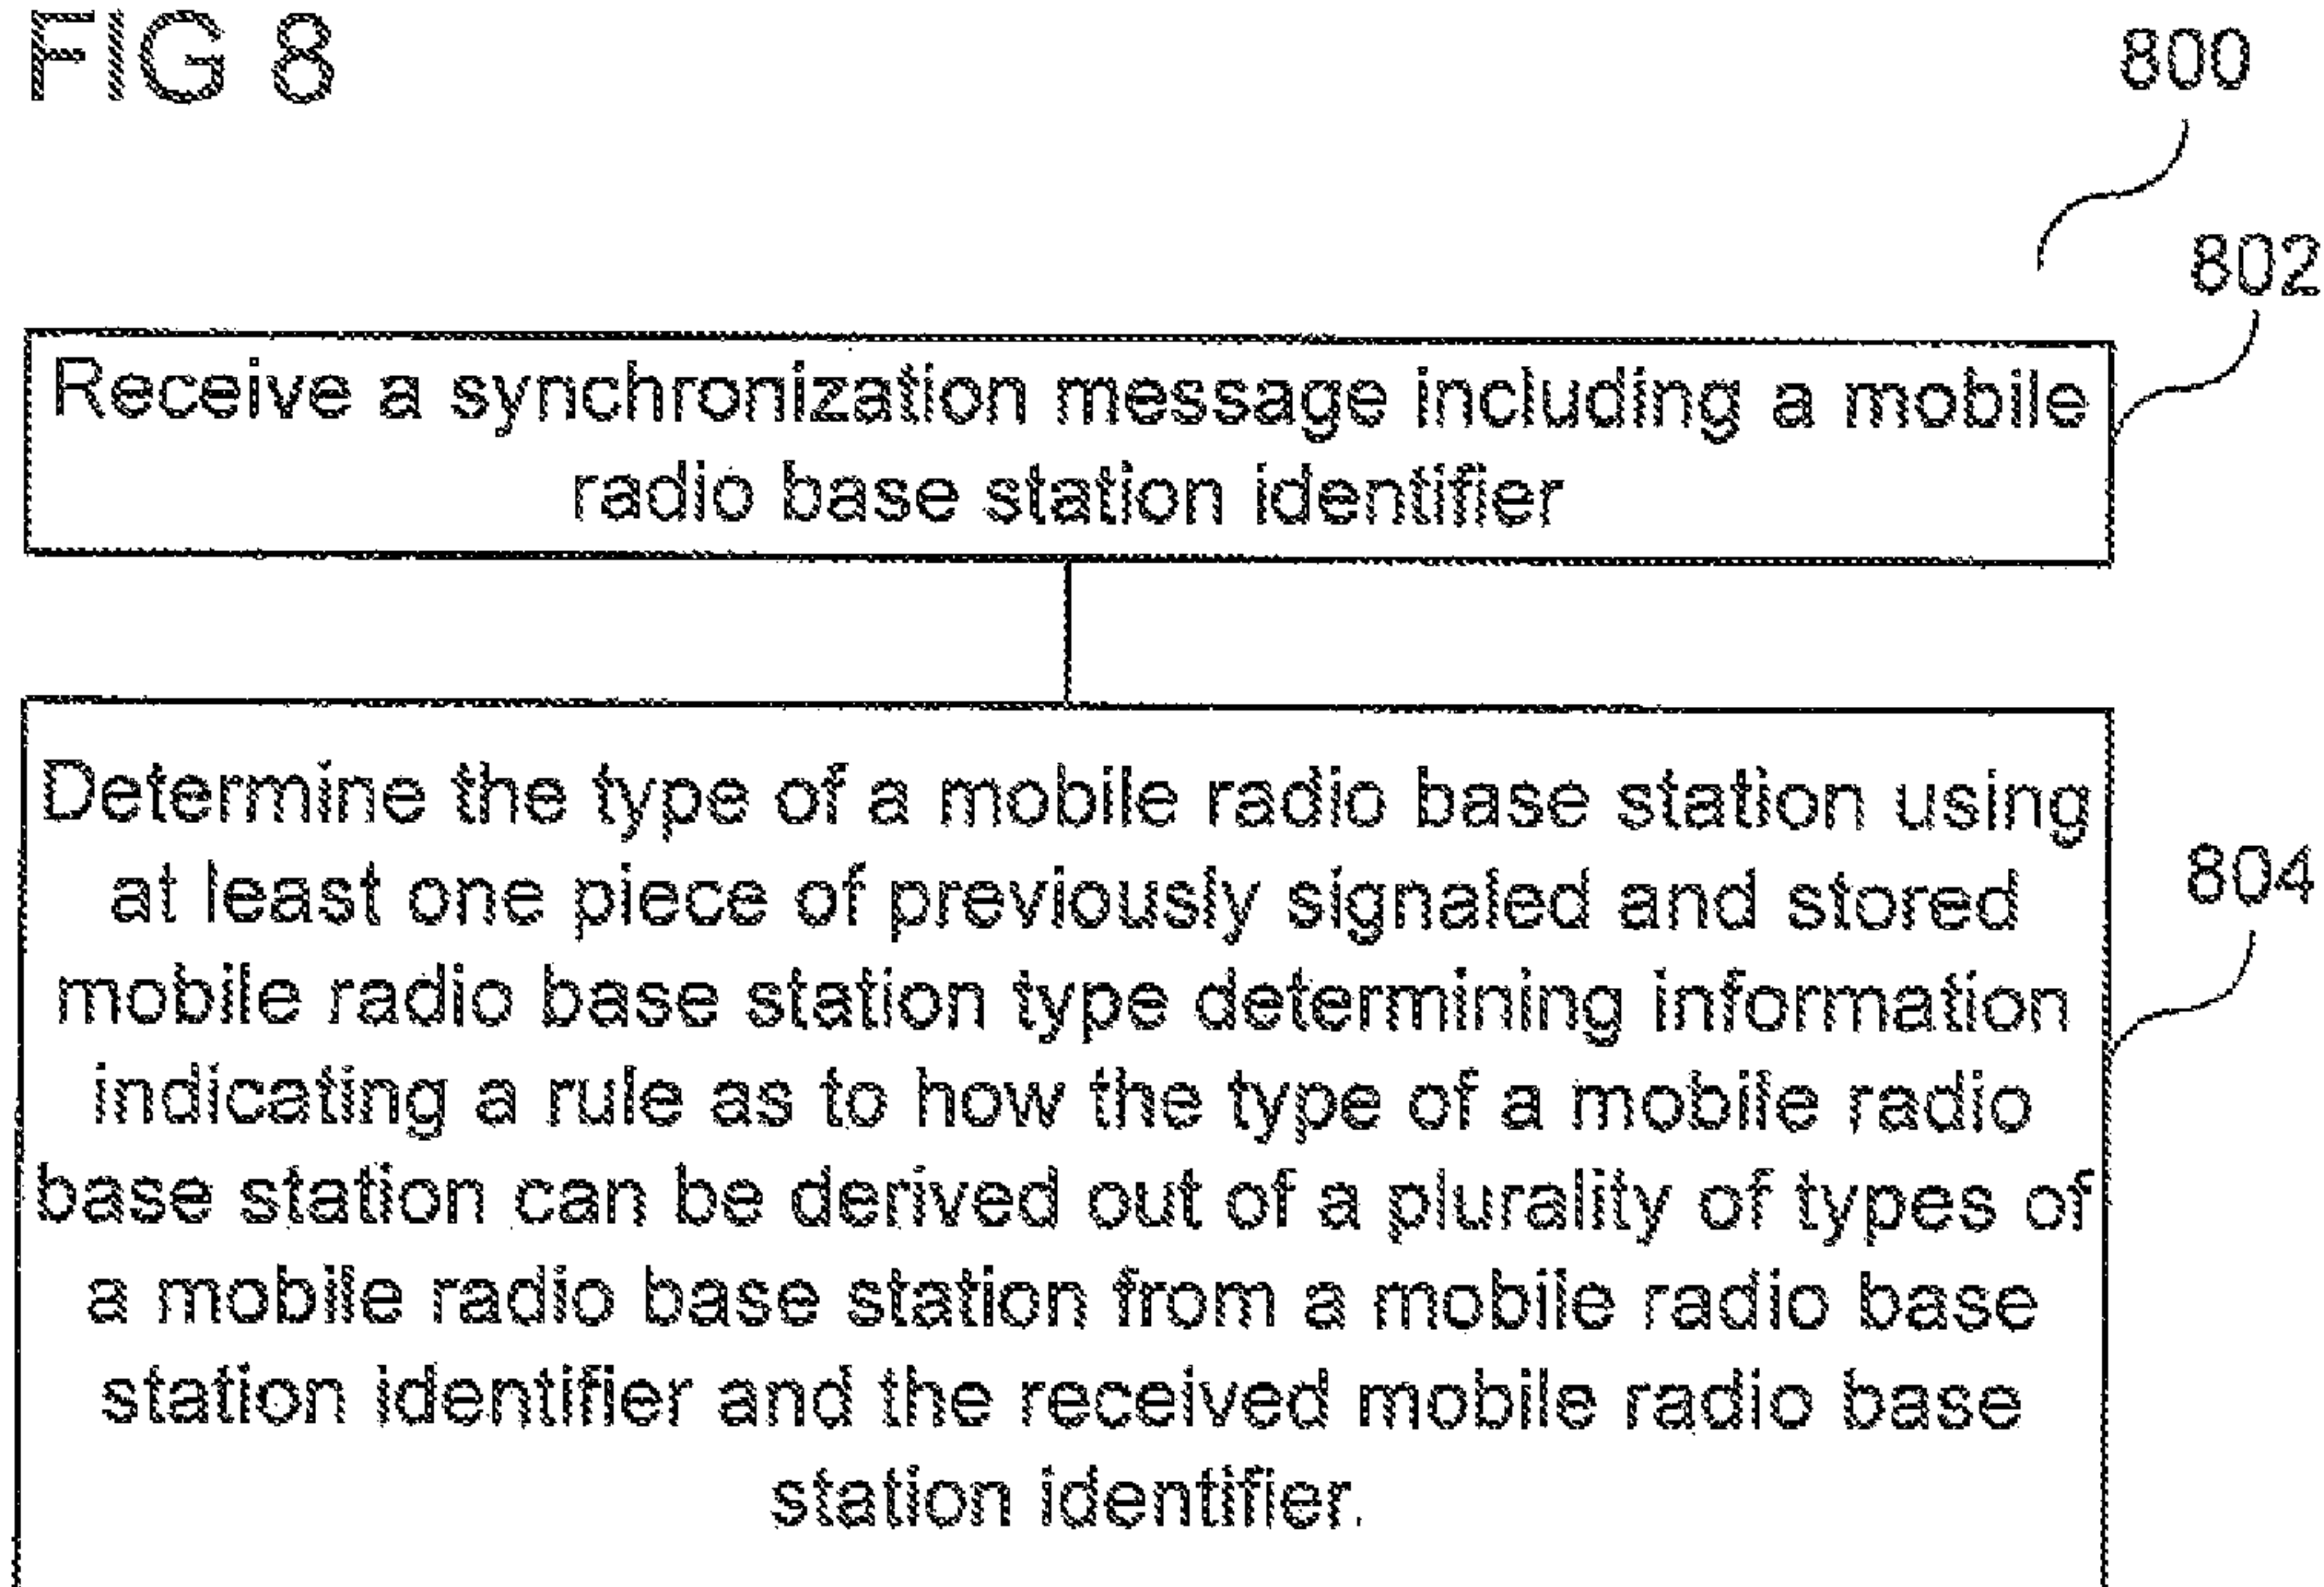 FIG 8
800
802
Receive a synchronization message including a mobile
radio base station identifier
Determine the type of a mobile radio base station using
at least one piece of previously signaled and stored
mobile radio base station type determining information
indicating a rule as to how the type of a mobile radio
base station can be derived out of a plurality of types of
a mobile radio base station from a mobile radio base
station identifier and the received mobile radio base
station identifier.
804